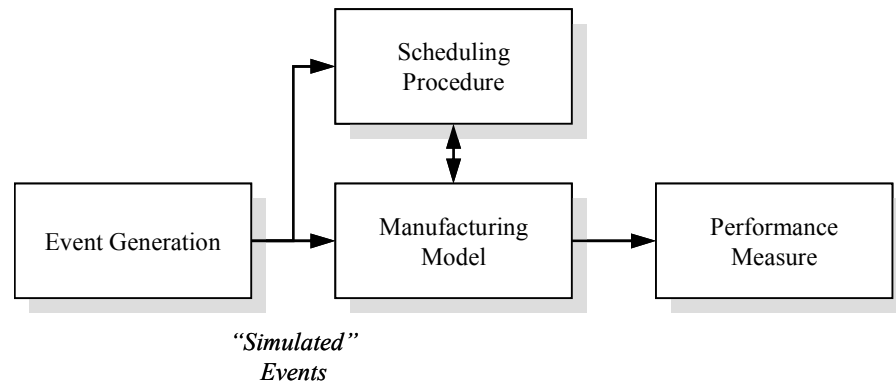 Scheduling
Procedure
Event Generation
Manufacturing
Model
Performance
Measure
“Simulated”
Events